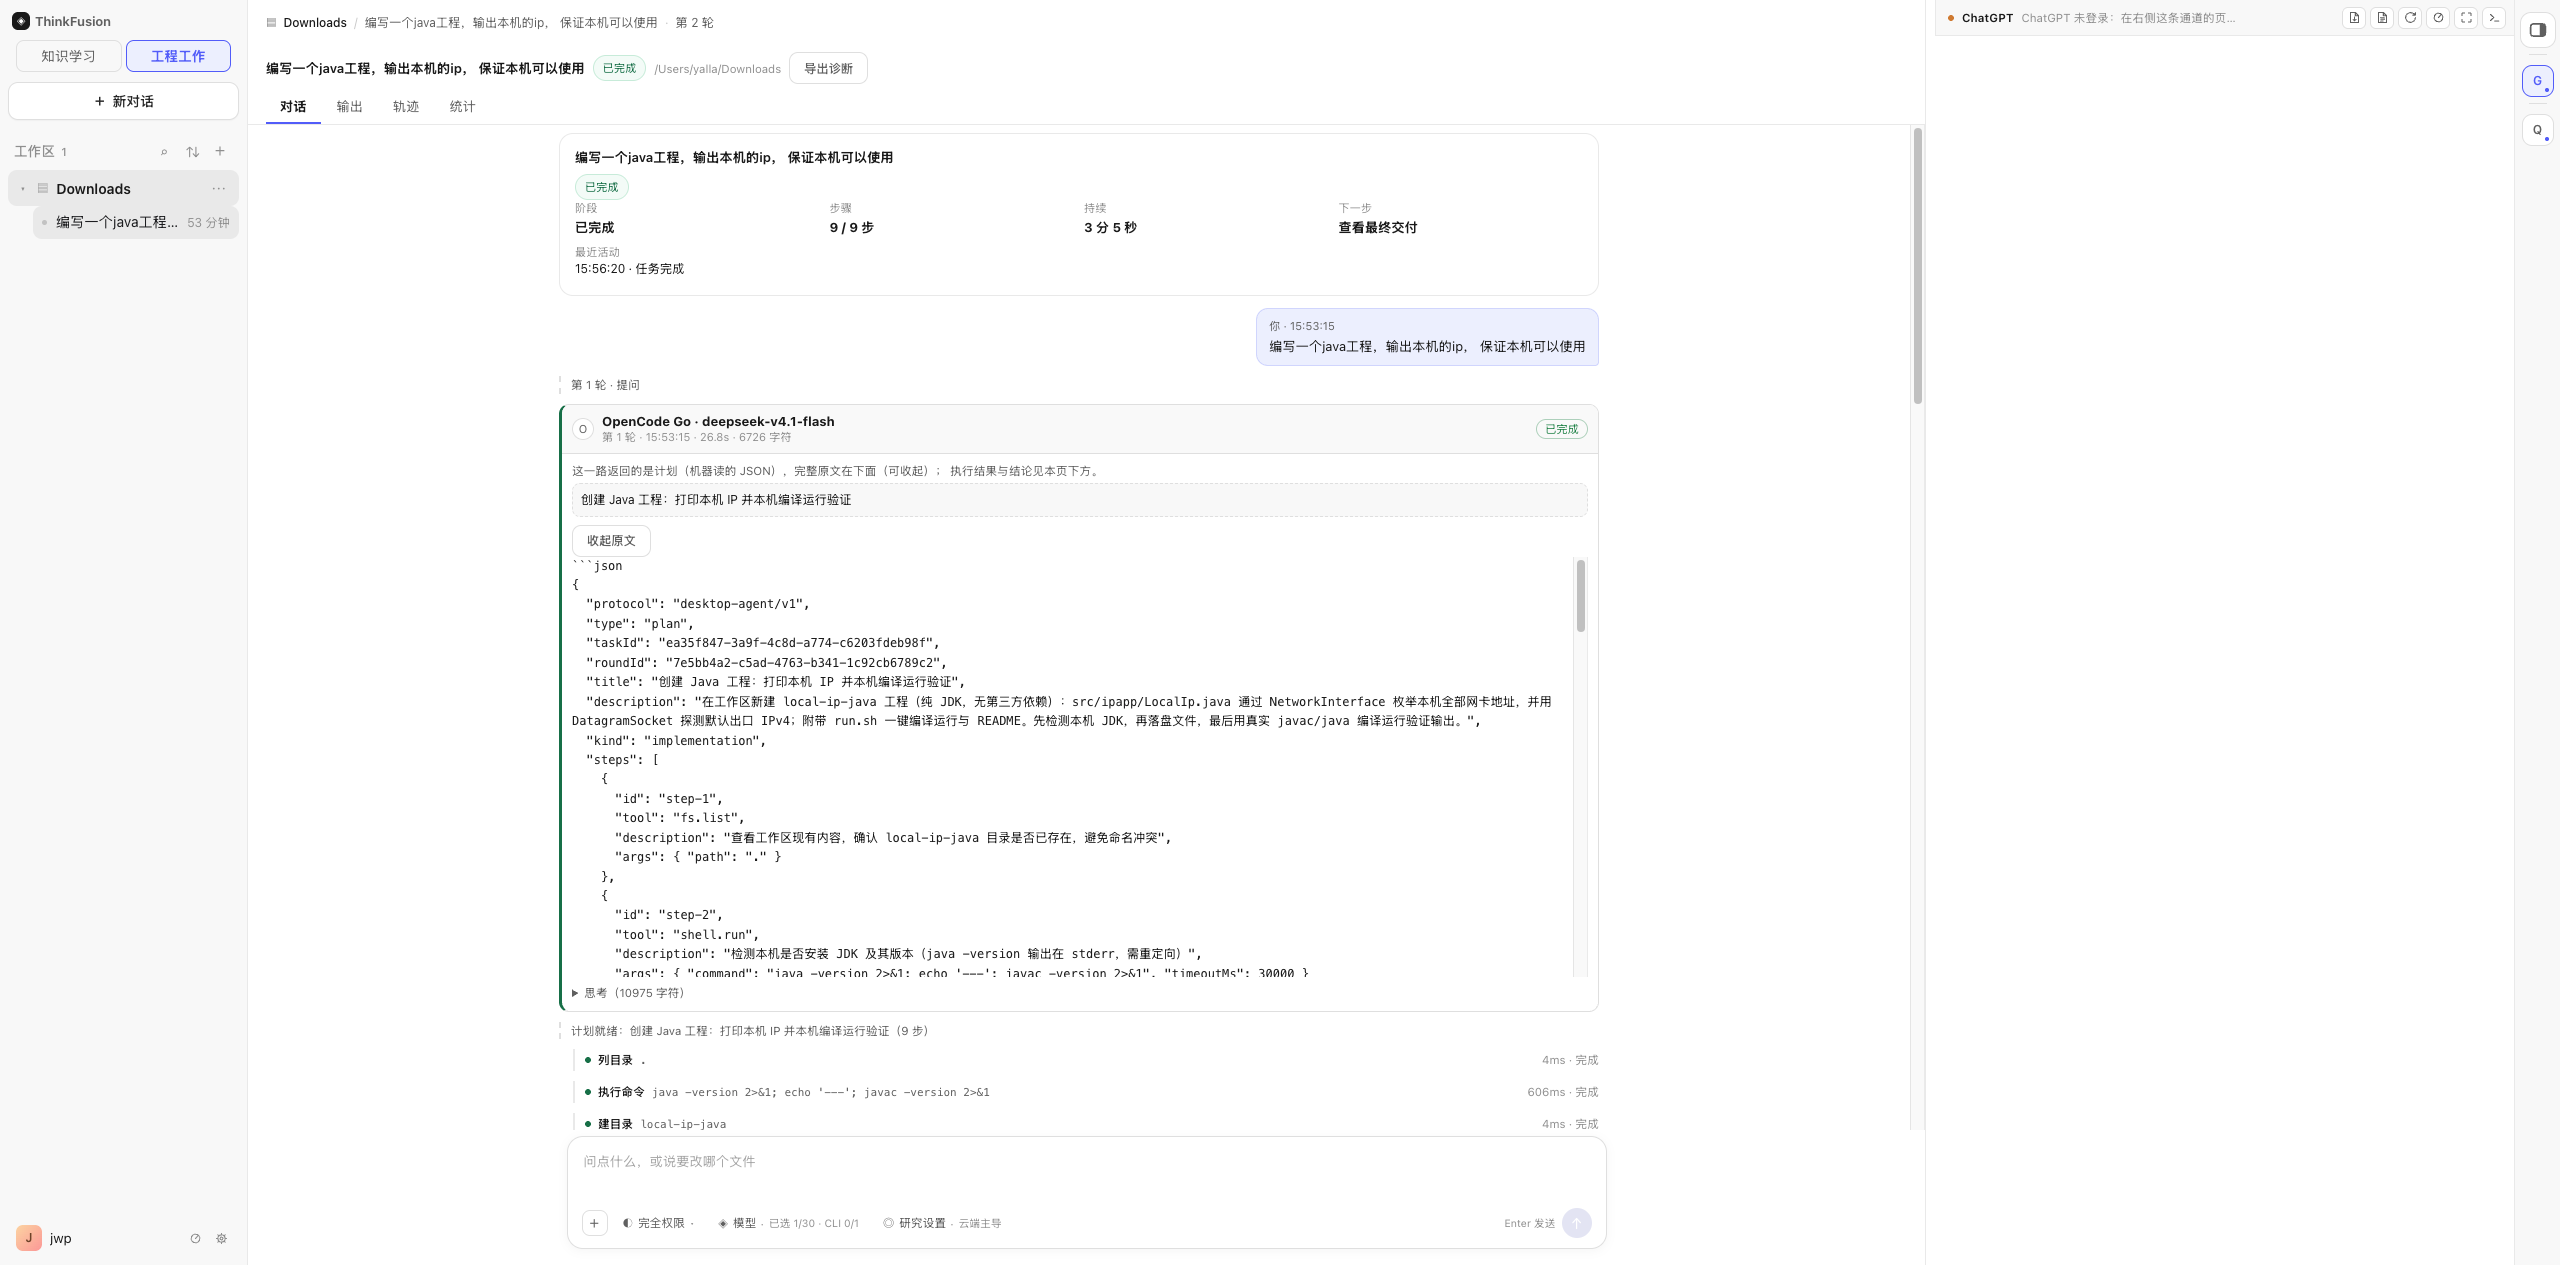 ThinkFusion
知识学习
工程工作
+ 新对话
工作区 1
Downloads
编写一个java工程... 53 分钟
J jwp
Downloads / 编写一个java工程，输出本机的ip， 保证本机可以使用 · 第 2 轮
编写一个java工程，输出本机的ip， 保证本机可以使用 已完成 /Users/yalla/Downloads 导出诊断
对话 输出 轨迹 统计
编写一个java工程，输出本机的ip， 保证本机可以使用
已完成
阶段 步骤 持续 下一步
已完成 9 / 9 步 3 分 5 秒 查看最终交付
最近活动
15:56:20 · 任务完成
你 · 15:53:15
编写一个java工程，输出本机的ip， 保证本机可以使用
第 1 轮 · 提问
O OpenCode Go · deepseek-v4.1-flash
第 1 轮 · 15:53:15 · 26.8s · 6726 字符
已完成
这一路返回的是计划（机器读的 JSON），完整原文在下面（可收起）； 执行结果与结论见本页下方。
创建 Java 工程：打印本机 IP 并本机编译运行验证
收起原文
```json
{
"protocol": "desktop-agent/v1",
"type": "plan",
"taskId": "ea35f847-3a9f-4c8d-a774-c6203fdeb98f",
"roundId": "7e5bb4a2-c5ad-4763-b341-1c92cb6789c2",
"title": "创建 Java 工程：打印本机 IP 并本机编译运行验证",
"description": "在工作区新建 local-ip-java 工程（纯 JDK，无第三方依赖）；src/ipapp/LocalIp.java 通过 NetworkInterface 枚举本机全部网卡地址，并用
DatagramSocket 探测默认出口 IPv4；附带 run.sh 一键编译运行与 README。先检测本机 JDK，再落盘文件，最后用真实 javac/java 编译运行验证输出。",
"kind": "implementation",
"steps": [
{
"id": "step-1",
"tool": "fs.list",
"description": "查看工作区现有内容，确认 local-ip-java 目录是否已存在，避免命名冲突",
"args": { "path": "." }
},
{
"id": "step-2",
"tool": "shell.run",
"description": "检测本机是否安装 JDK 及其版本（java -version 输出在 stderr，需重定向）",
"args": { "command": "java -version 2>&1; echo '---'; javac -version 2>&1", "timeoutMs": 30000 }
思考（10975 字符）
计划就绪：创建 Java 工程：打印本机 IP 并本机编译运行验证（9 步）
列目录 . 4ms · 完成
执行命令 java -version 2>&1; echo '---'; javac -version 2>&1 606ms · 完成
建目录 local-ip-java 4ms · 完成
问点什么，或说要改哪个文件
+ 完全权限 · 模型 · 已选 1/30 · CLI 0/1 研究设置 · 云端主导 Enter 发送
ChatGPT ChatGPT 未登录：在右侧这条通道的页...
G
Q